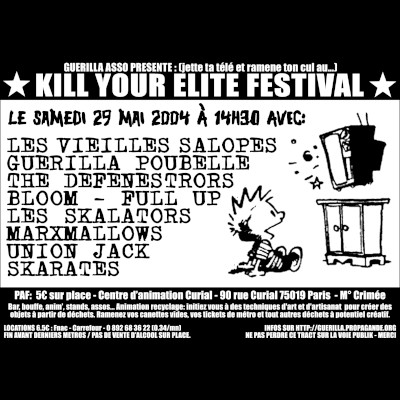 GUERILLA ASSO PRESENTE : (jette ta télé et ramene ton cul au...)
KILL YOUR ELITE FESTIVAL
LE SAMEDI 29 MAI 2004 À 14H30 AVEC:
LES VIEILLES SALOPES
GUERILLA POUBELLE
THE DEFENESTRORS
BLOOM - FULL UP
LES SKALATORS
MARXMALLOWS
UNION JACK
SKARATES
PAF: 5€ sur place - Centre d'animation Curial - 90 rue Curial 75019 Paris - M° Crimée
Bar, bouffe, anim', stands, assos... Animation recyclage: initiez vous à des techniques d'art et d'artisanat pour créer des
objets à partir de déchets. Ramenez vos canettes vides, vos tickets de métro et tout autres déchets à potentiel créatif.
LOCATIONS 6.5€ : Fnac - Carrefour - 0 892 68 36 22 (0.34/mn)
INFOS SUR HTTP://GUERILLA.PROPAGANDE.ORG
FIN AVANT DERNIERS METROS / PAS DE VENTE D'ALCOOL SUR PLACE.
NE PAS PERDRE CE TRACT SUR LA VOIE PUBLIK - MERCI